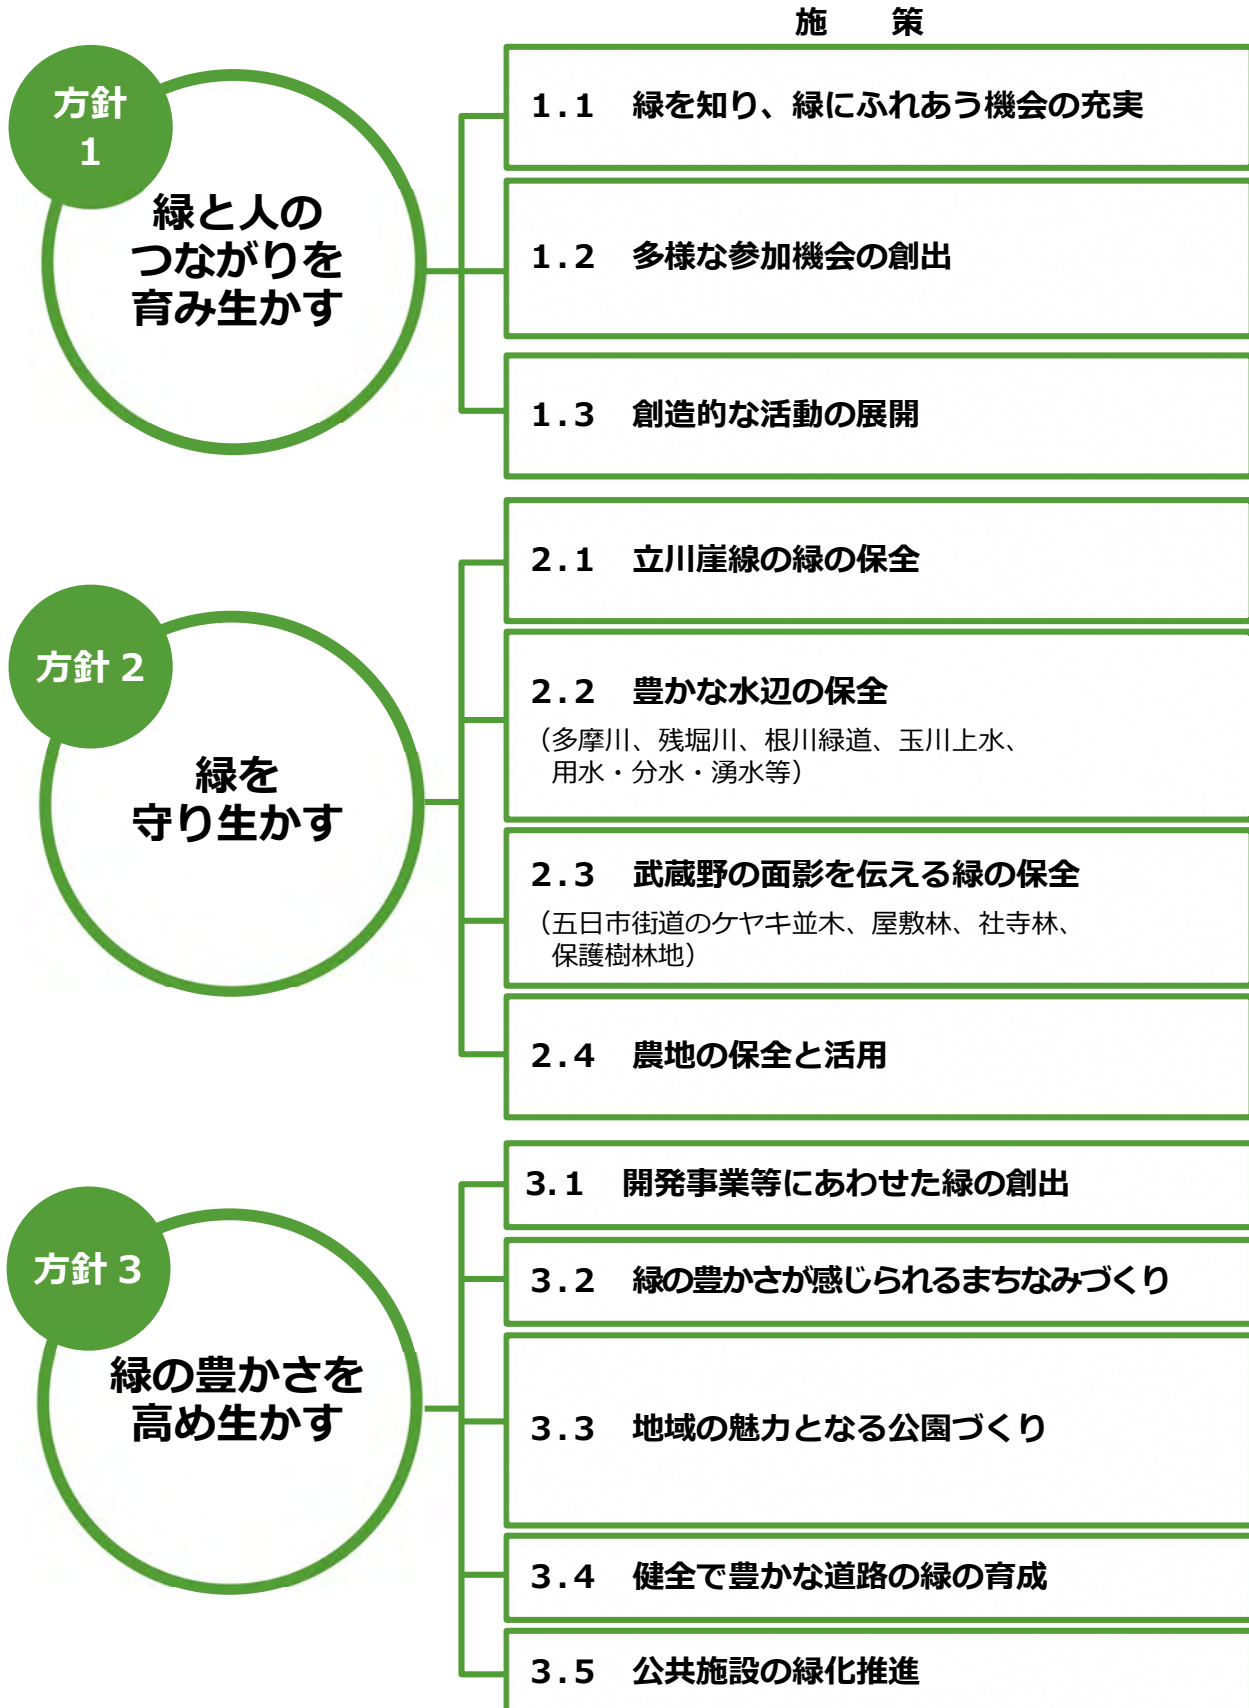 施　策
方針
1
緑と人の
つながりを
育み生かす
1.1　緑を知り、緑にふれあう機会の充実
1.2　多様な参加機会の創出
1.3　創造的な活動の展開
方針 2
緑を
守り生かす
2.1　立川崖線の緑の保全
2.2　豊かな水辺の保全
（多摩川、残堀川、根川緑道、玉川上水、
用水・分水・湧水等）
2.3　武蔵野の面影を伝える緑の保全
（五日市街道のケヤキ並木、屋敷林、社寺林、
保護樹林地）
2.4　農地の保全と活用
方針 3
緑の豊かさを
高め生かす
3.1　開発事業等にあわせた緑の創出
3.2　緑の豊かさが感じられるまちなみづくり
3.3　地域の魅力となる公園づくり
3.4　健全で豊かな道路の緑の育成
3.5　公共施設の緑化推進